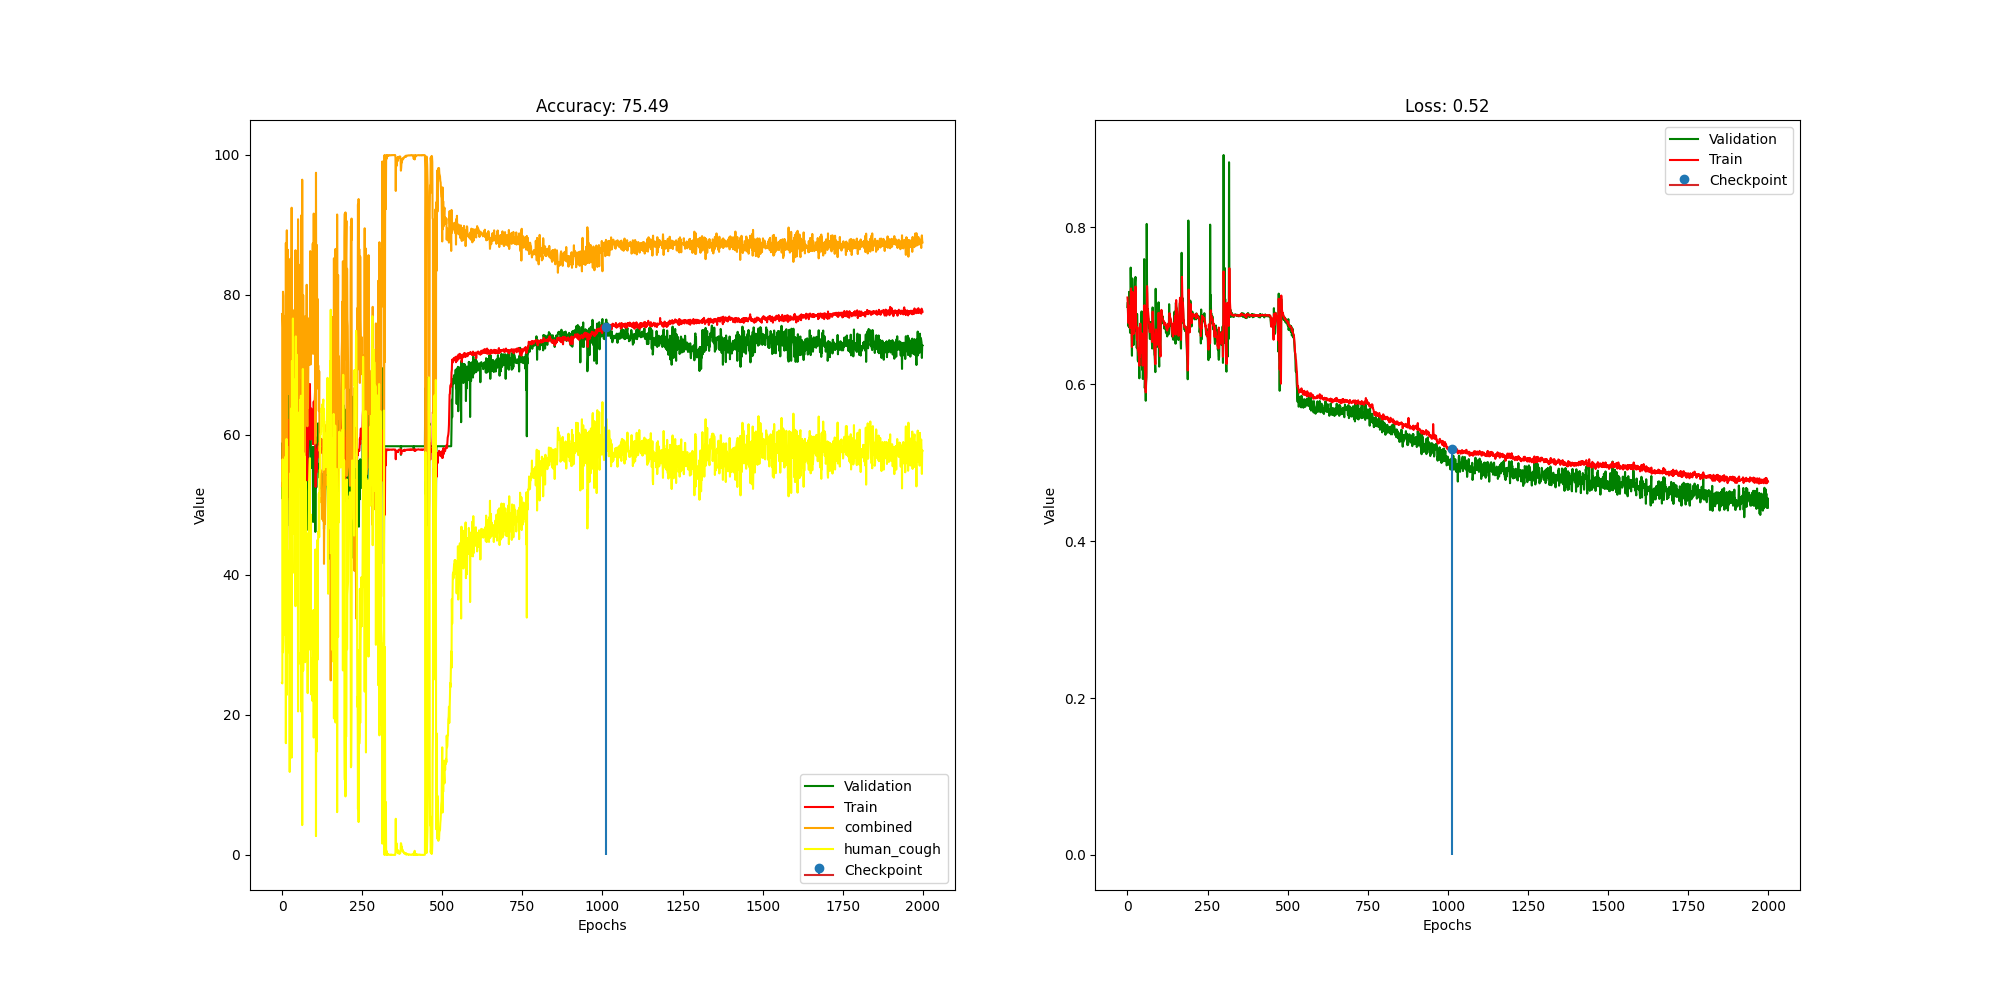 Accuracy: 75.49
100
80
60
40
20
0
Value
0 250 500 750 1000 1250 1500 1750 2000
Epochs
Validation
Train
combined
human_cough
Checkpoint
Loss: 0.52
0.8
0.6
0.4
0.2
0.0
Value
0 250 500 750 1000 1250 1500 1750 2000
Epochs
Validation
Train
Checkpoint